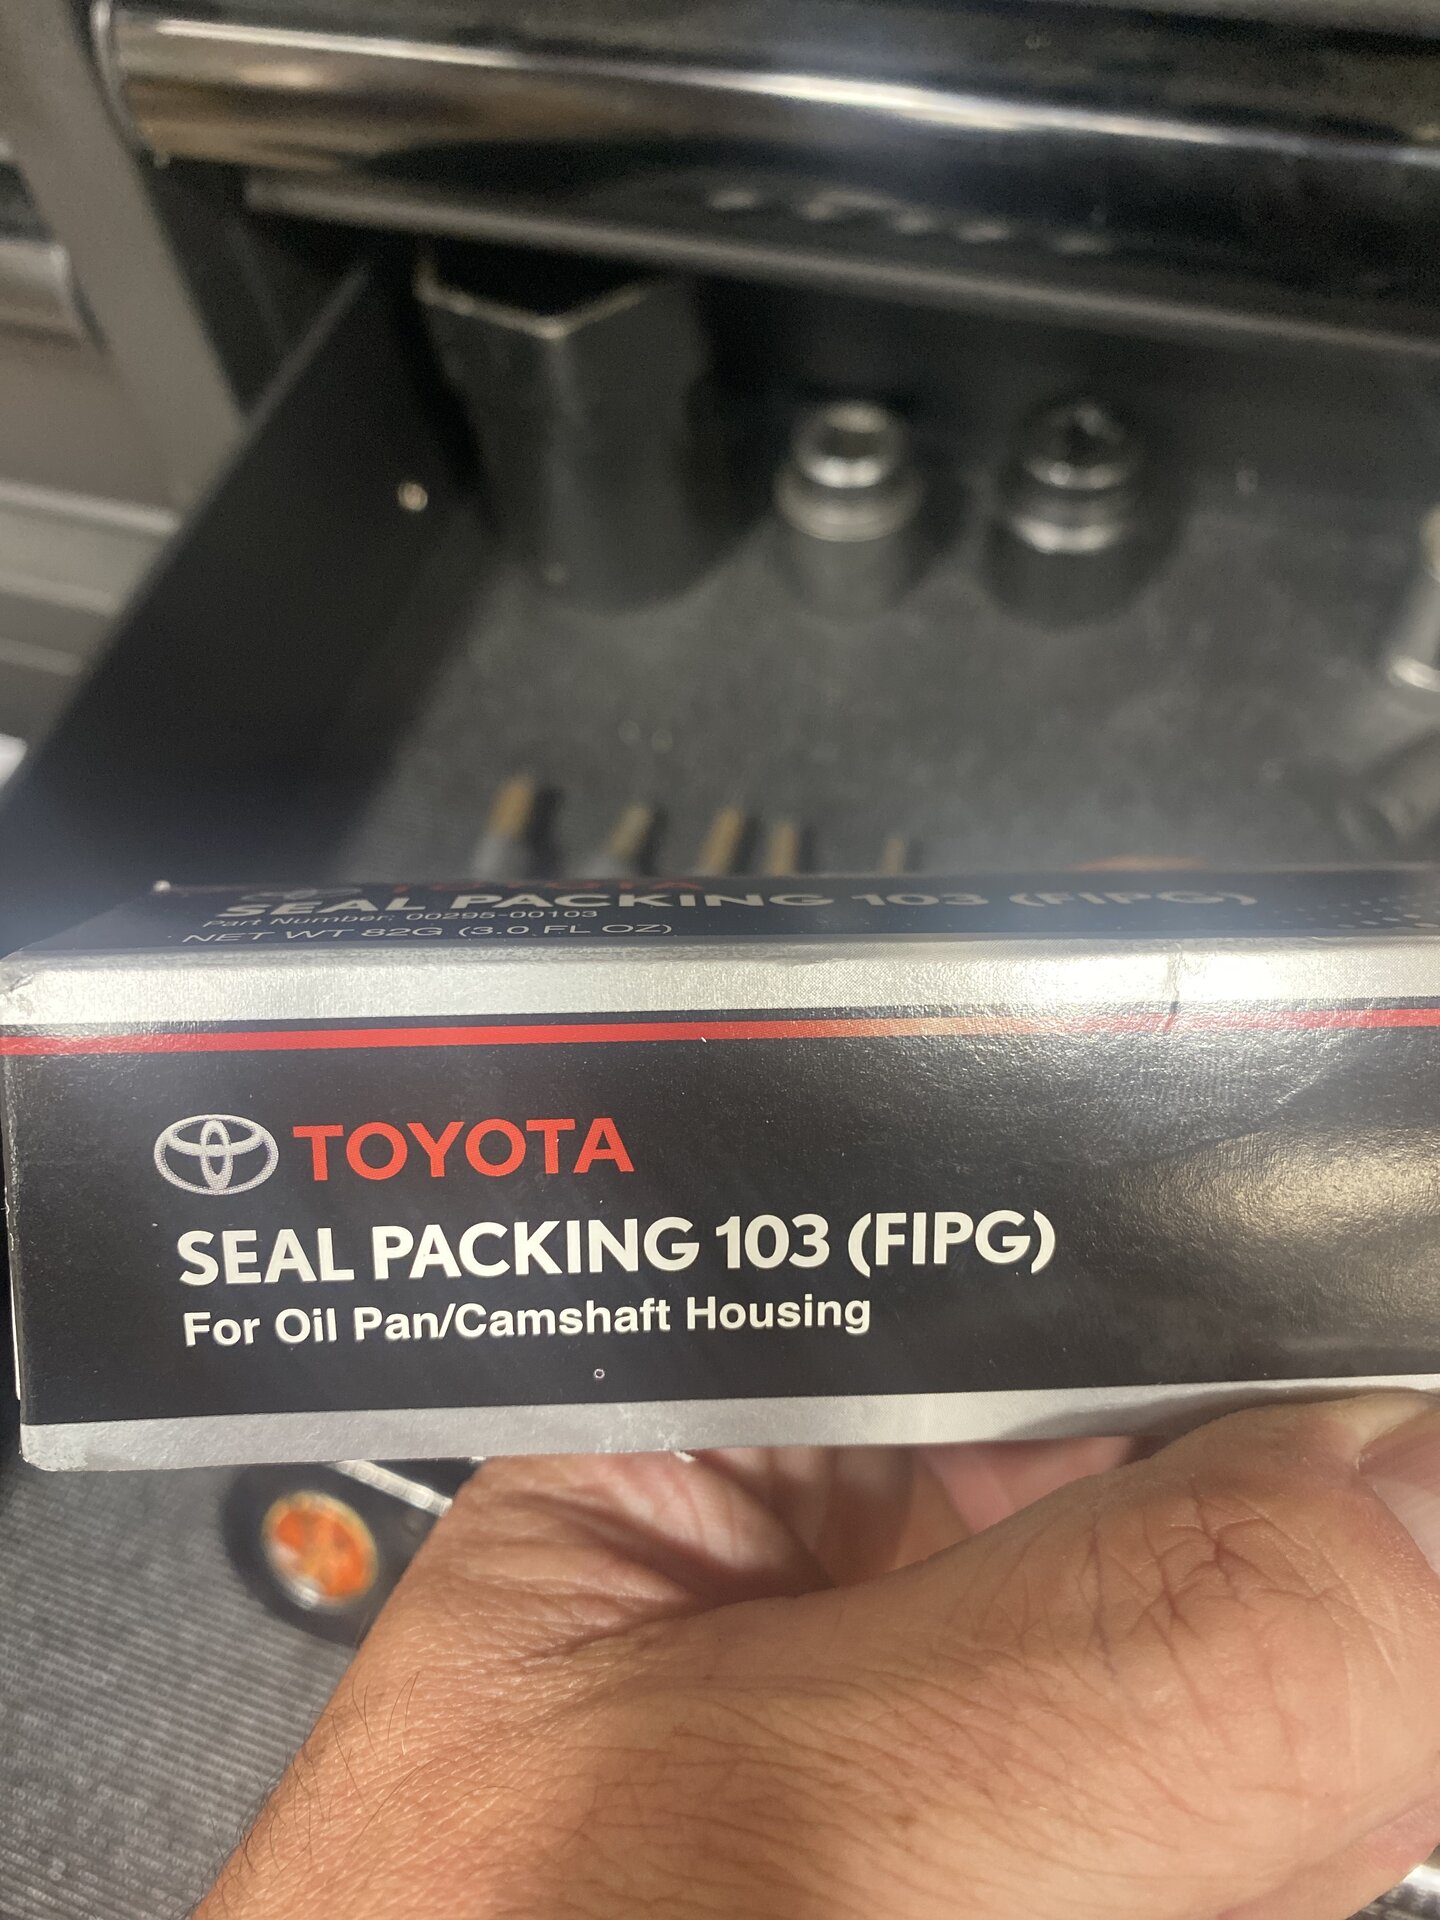 TOYOTA
SEAL PACKING 103 (FIPG)
Part Number: 00295-00103
NET WT 82G (3.0 FL OZ)
TOYOTA
SEAL PACKING 103 (FIPG)
For Oil Pan/Camshaft Housing